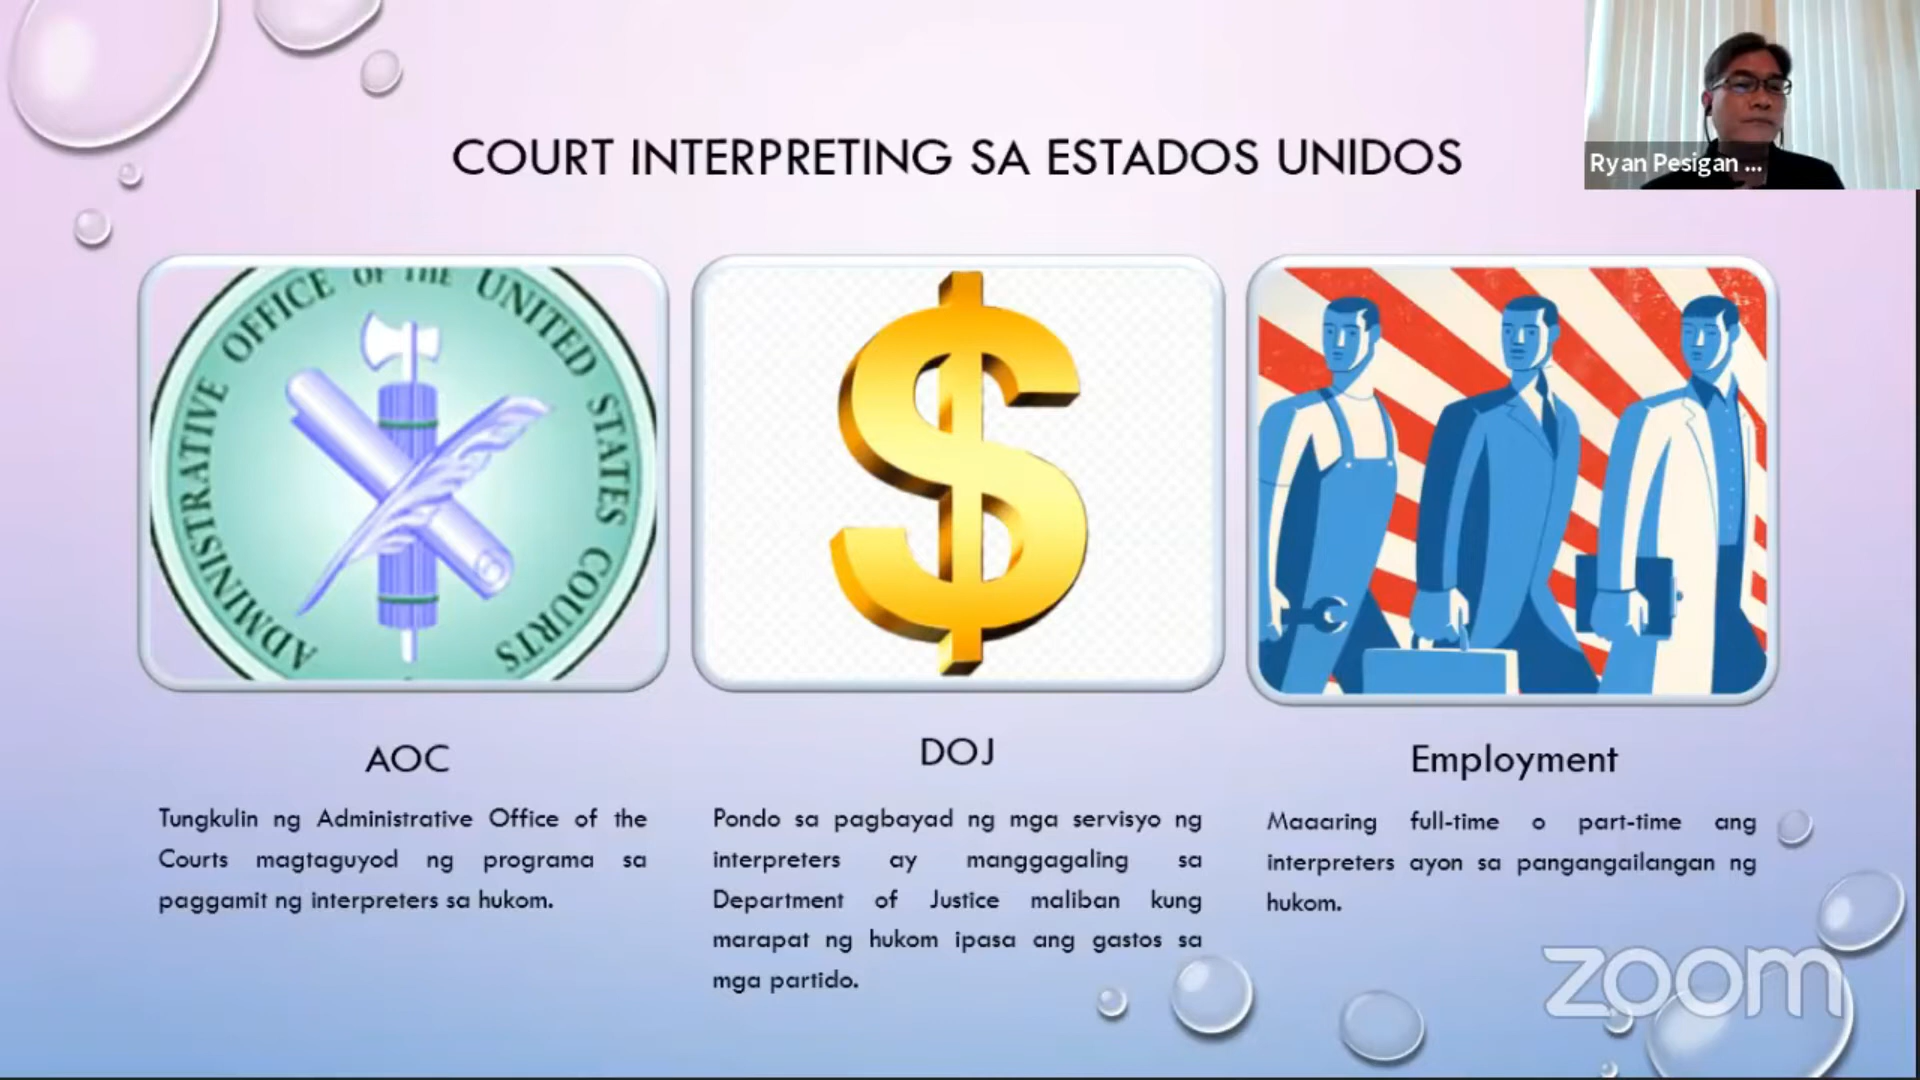 COURT INTERPRETING SA ESTADOS UNIDOS
Ryan Pesigan ...
ADMINISTRATIVE OFFICE OF THE UNITED STATES COURTS
AOC
Tungkulin ng Administrative Office of the
Courts magtaguyod ng programa sa
paggamit ng interpreters sa hukom.
DOJ
Pondo sa pagbayad ng mga servisyo ng
interpreters ay manggagaling sa
Department of Justice maliban kung
marapat ng hukom ipasa ang gastos sa
mga partido.
Employment
Maaaring full-time o part-time ang
interpreters ayon sa pangangailangan ng
hukom.
zoom